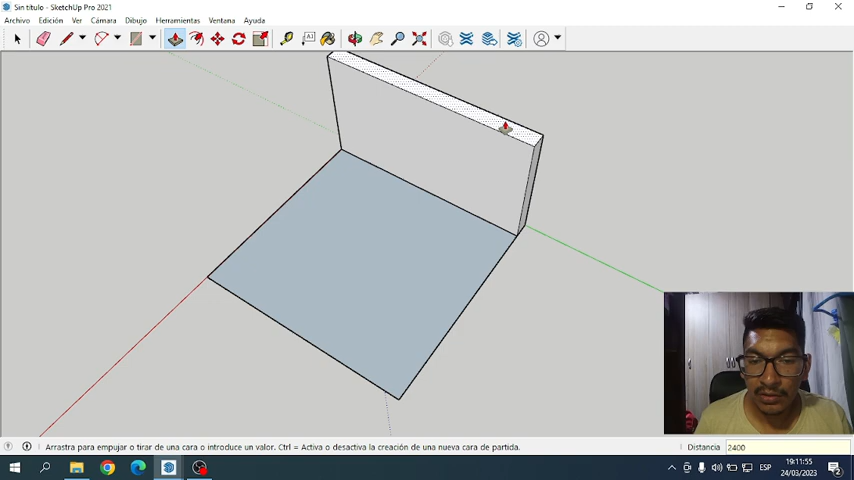 Sin título - SketchUp Pro 2021
Archivo Edición Ver Cámara Dibujo Herramientas Ventana Ayuda
A1
Arrastra para empujar o tirar de una cara o introduce un valor. Ctrl = Activa o desactiva la creación de una nueva cara de partida.
Distancia 2400
ESP
19:11:55
24/03/2023
2